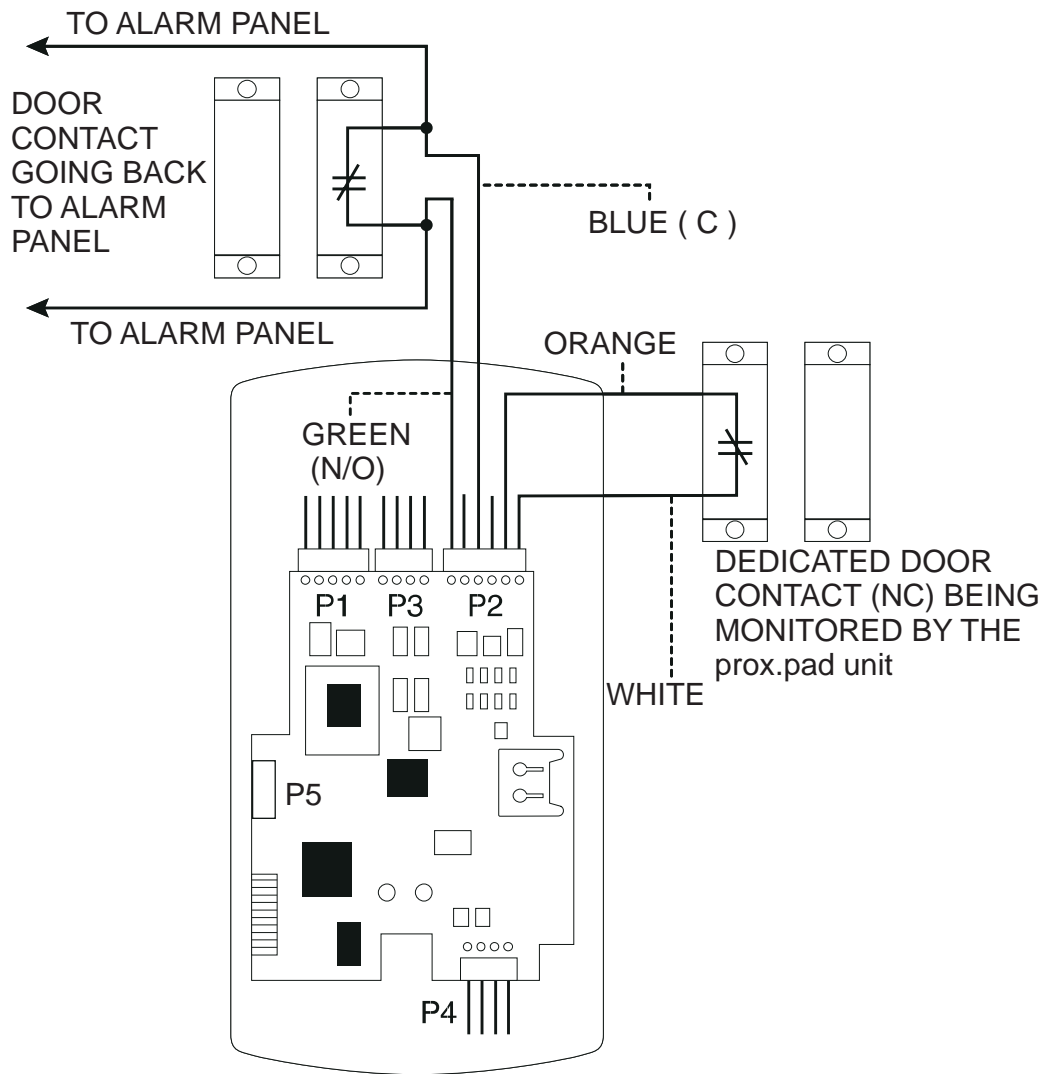 TO ALARM PANEL
DOOR
CONTACT
GOING BACK
TO ALARM
PANEL
BLUE ( C )
TO ALARM PANEL
ORANGE
GREEN
(N/O)
DEDICATED DOOR
CONTACT (NC) BEING
MONITORED BY THE
prox.pad unit
WHITE
P1
P3
P2
P5
P4